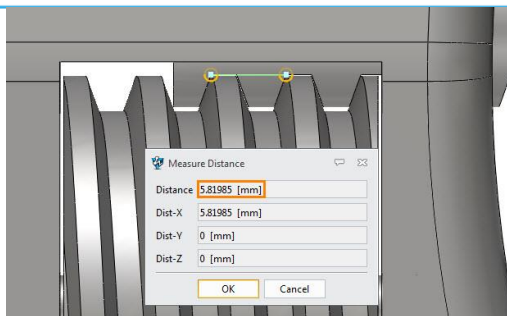 Measure Distance
Distance 5.81985 [mm]
Dist-X 5.81985 [mm]
Dist-Y 0 [mm]
Dist-Z 0 [mm]
OK Cancel